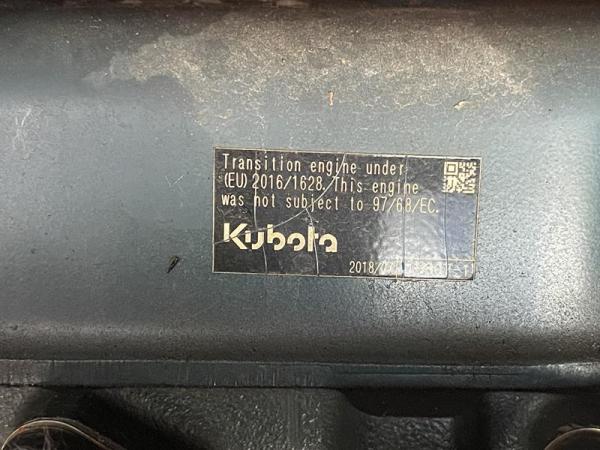 Transition engine under
(EU) 2016/1628. This engine
was not subject to 97/68/EC.
Kubota